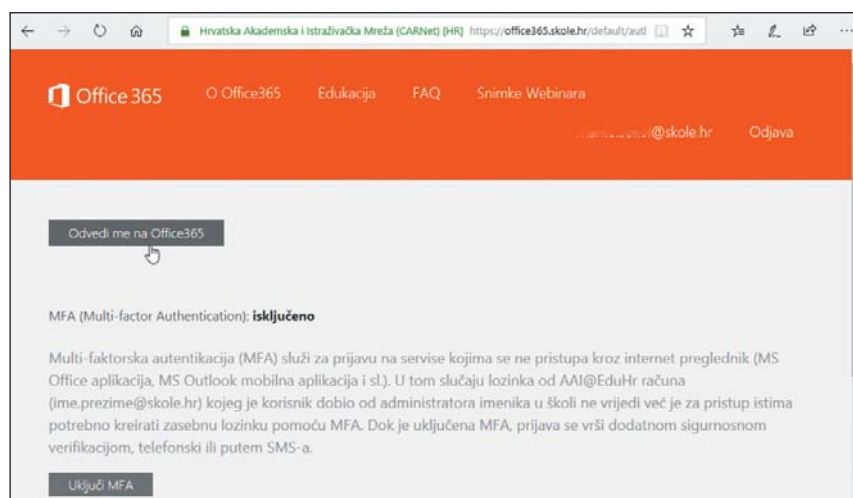 Hrvatska Akademska i Istraživačka Mreža (CARNet) [HR] https://office365.skole.hr/default/autl
Office 365 O Office365 Edukacija FAQ Snimke Webinara
@skole.hr Odjava
Odvedi me na Office365
MFA (Multi-factor Authentication): isključeno
Multi-faktorska autentikacija (MFA) služi za prijavu na servise kojima se ne pristupa kroz internet preglednik (MS
Office aplikacija, MS Outlook mobilna aplikacija i sl.). U tom slučaju lozinka od AAI@EduHr računa
(ime.prezime@skole.hr) kojeg je korisnik dobio od administratora imenika u školi ne vrijedi već je za pristup istima
potrebno kreirati zasebnu lozinku pomoću MFA. Dok je uključena MFA, prijava se vrši dodatnom sigurnosnom
verifikacijom, telefonski ili putem SMS-a.
Uključi MFA